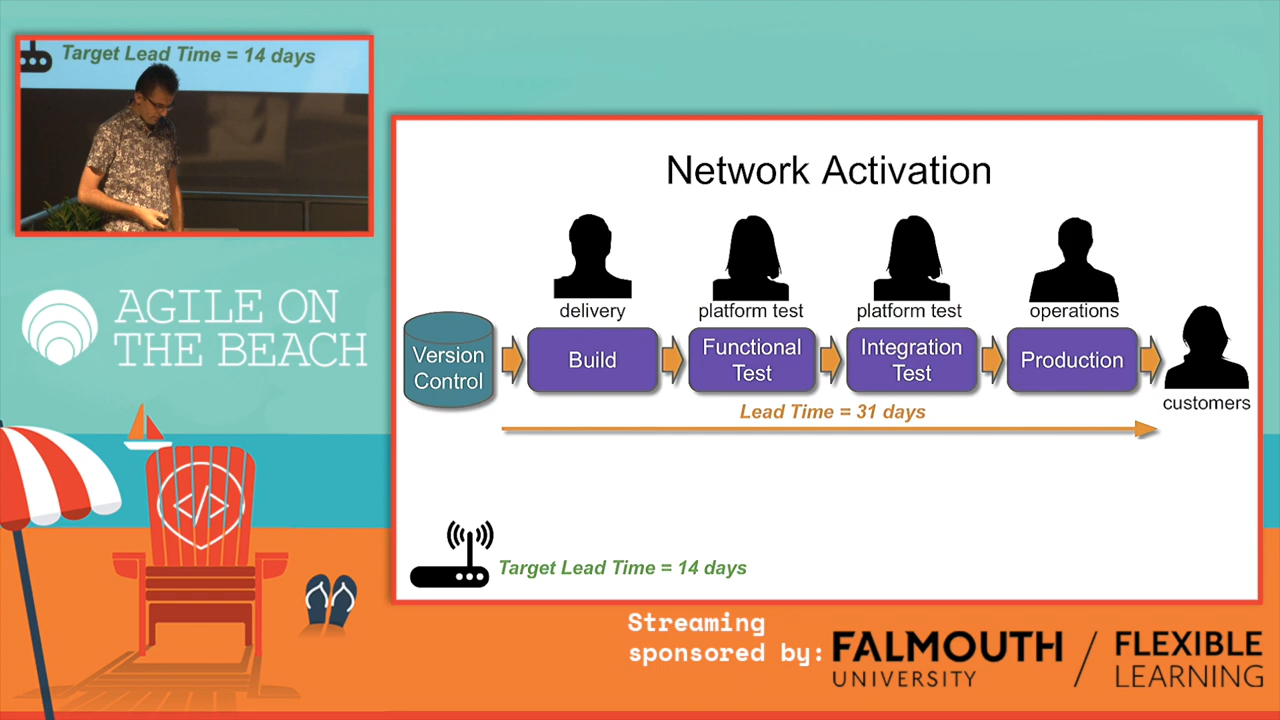 Target Lead Time = 14 days
AGILE ON
THE BEACH
</>
Network Activation
delivery
platform test
platform test
operations
Version
Control
Build
Functional
Test
Integration
Test
Production
customers
Lead Time = 31 days
Target Lead Time = 14 days
Streaming
sponsored by:
FALMOUTH
UNIVERSITY
/
FLEXIBLE
LEARNING